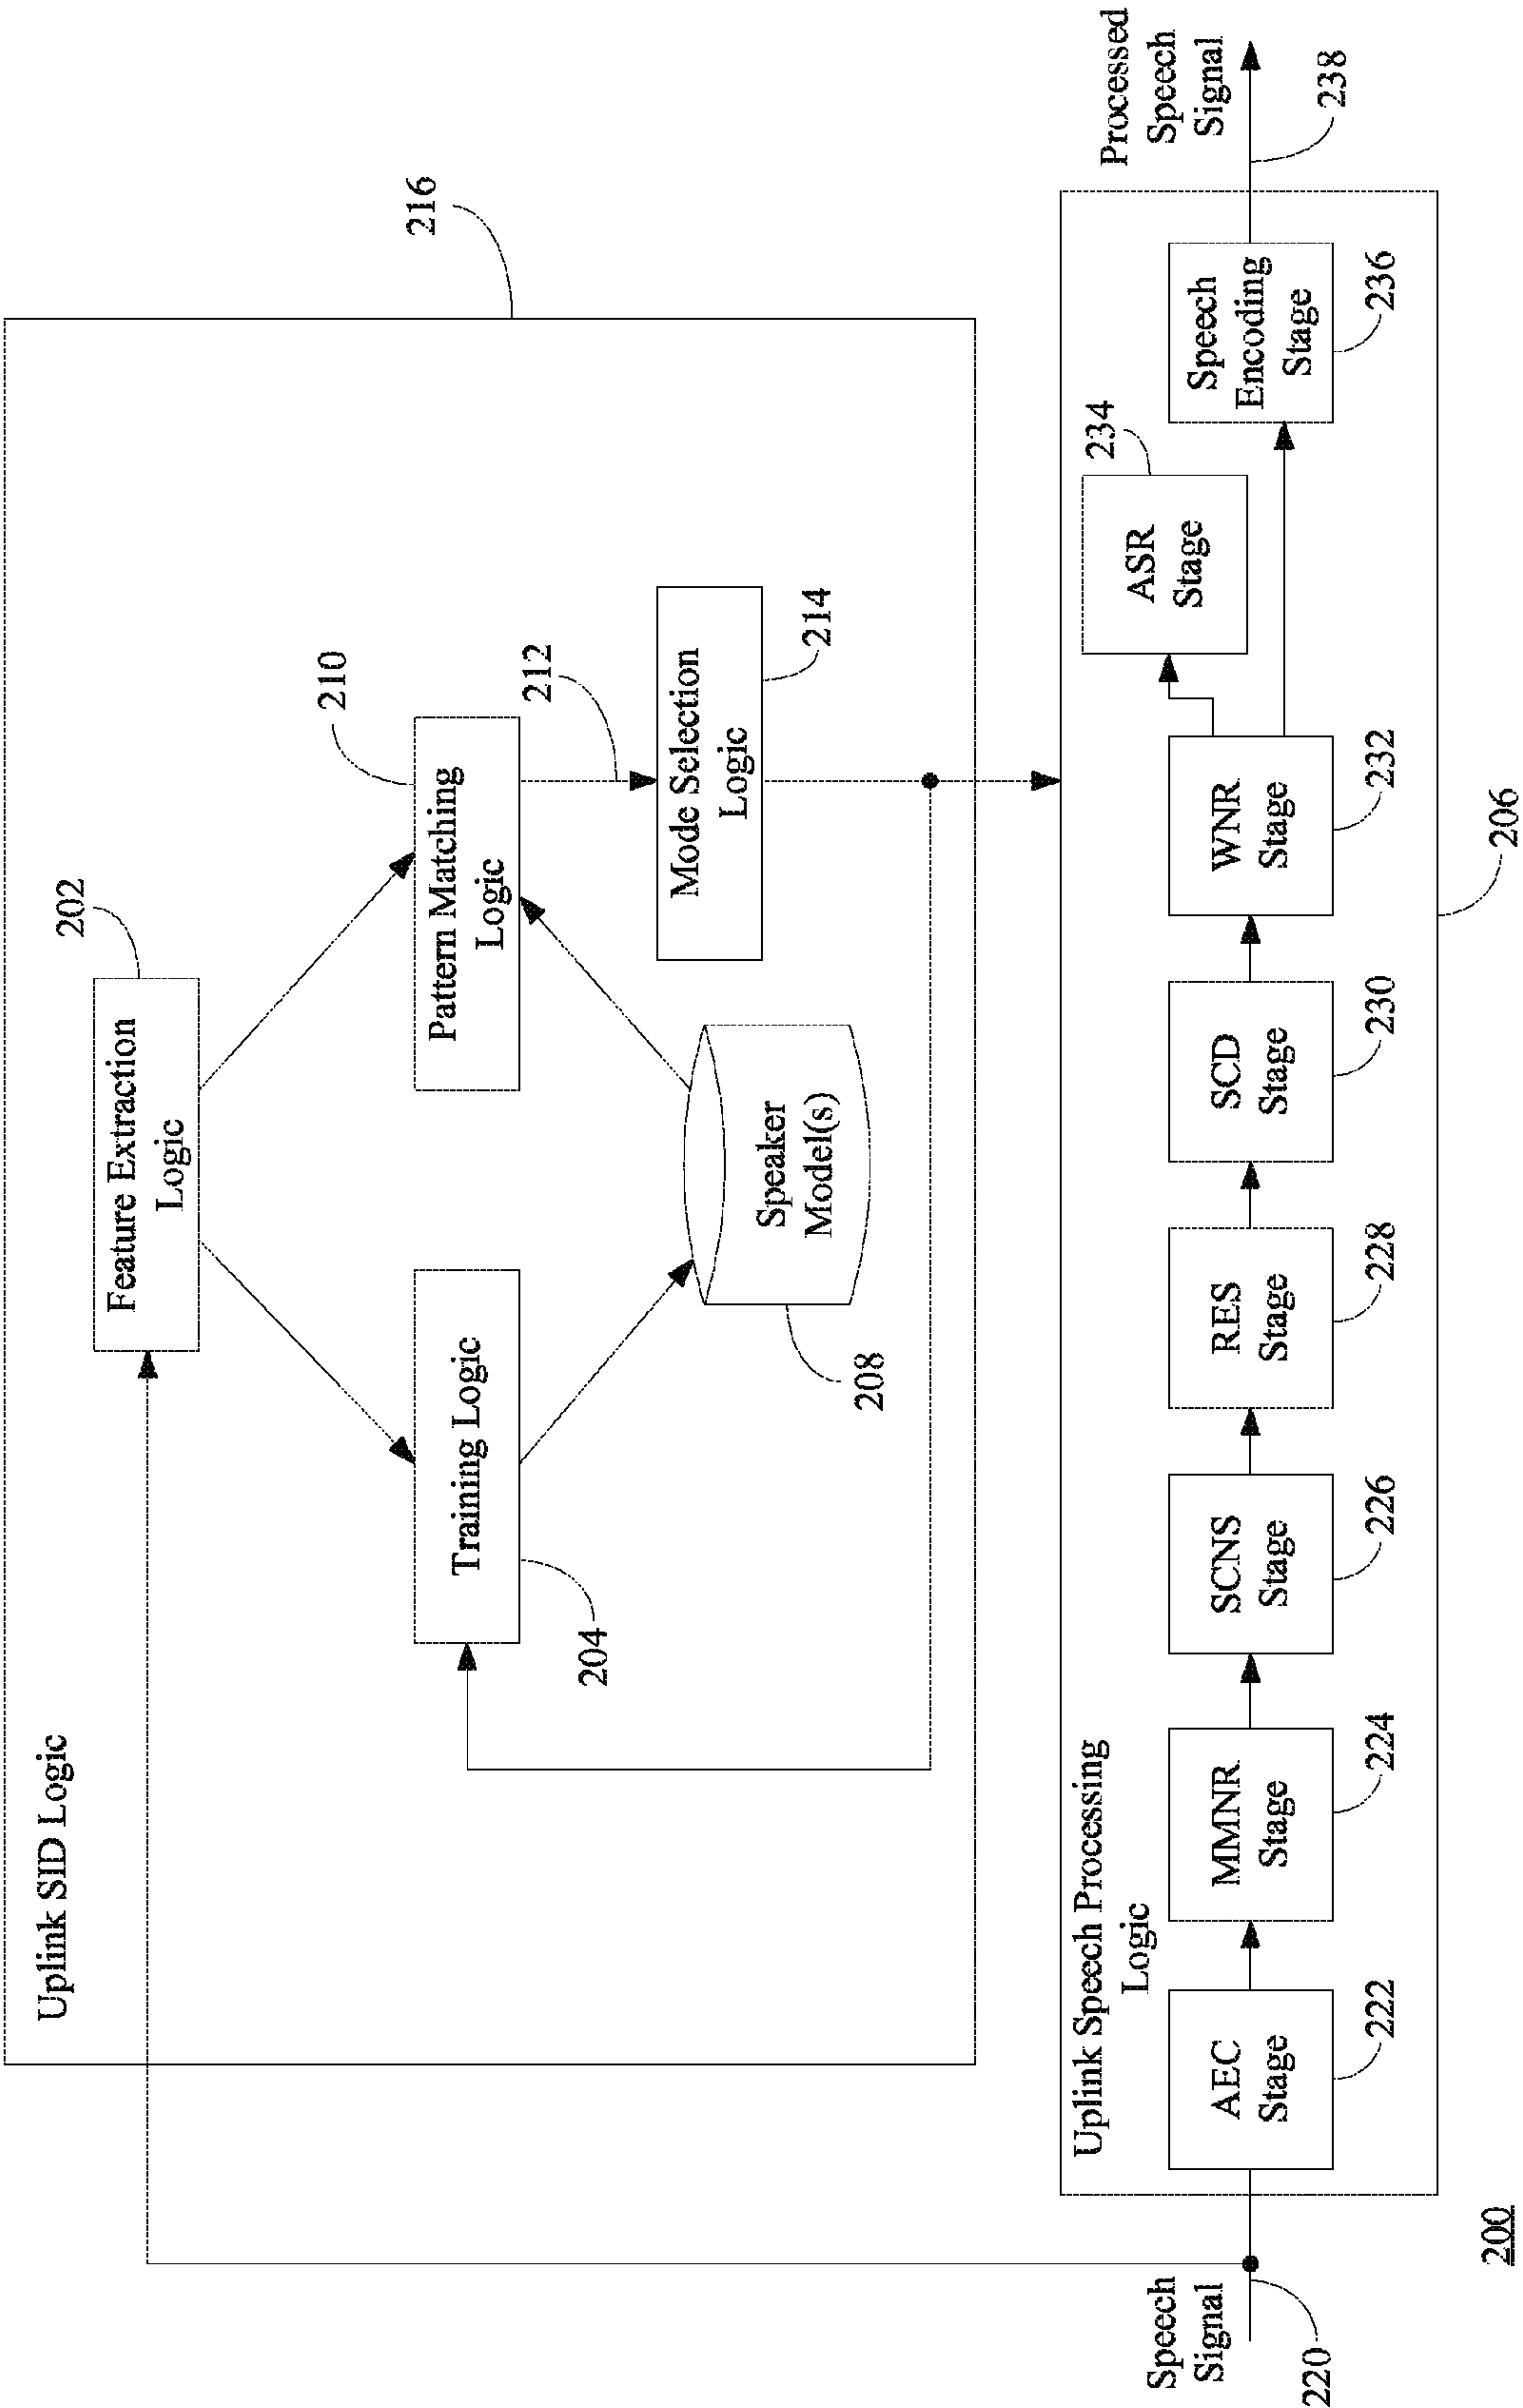 Uplink SID Logic
216
202
Feature Extraction
Logic
Training Logic
204
210
Pattern Matching
Logic
212
Speaker
Model(s)
208
Mode Selection
Logic
214
Uplink Speech Processing
Logic
Speech
Signal
220
AEC
Stage
222
MMNR
Stage
224
SCNS
Stage
226
RES
Stage
228
SCD
Stage
230
WNR
Stage
232
ASR
Stage
234
Speech
Encoding
Stage
236
Processed
Speech
Signal
238
206
200